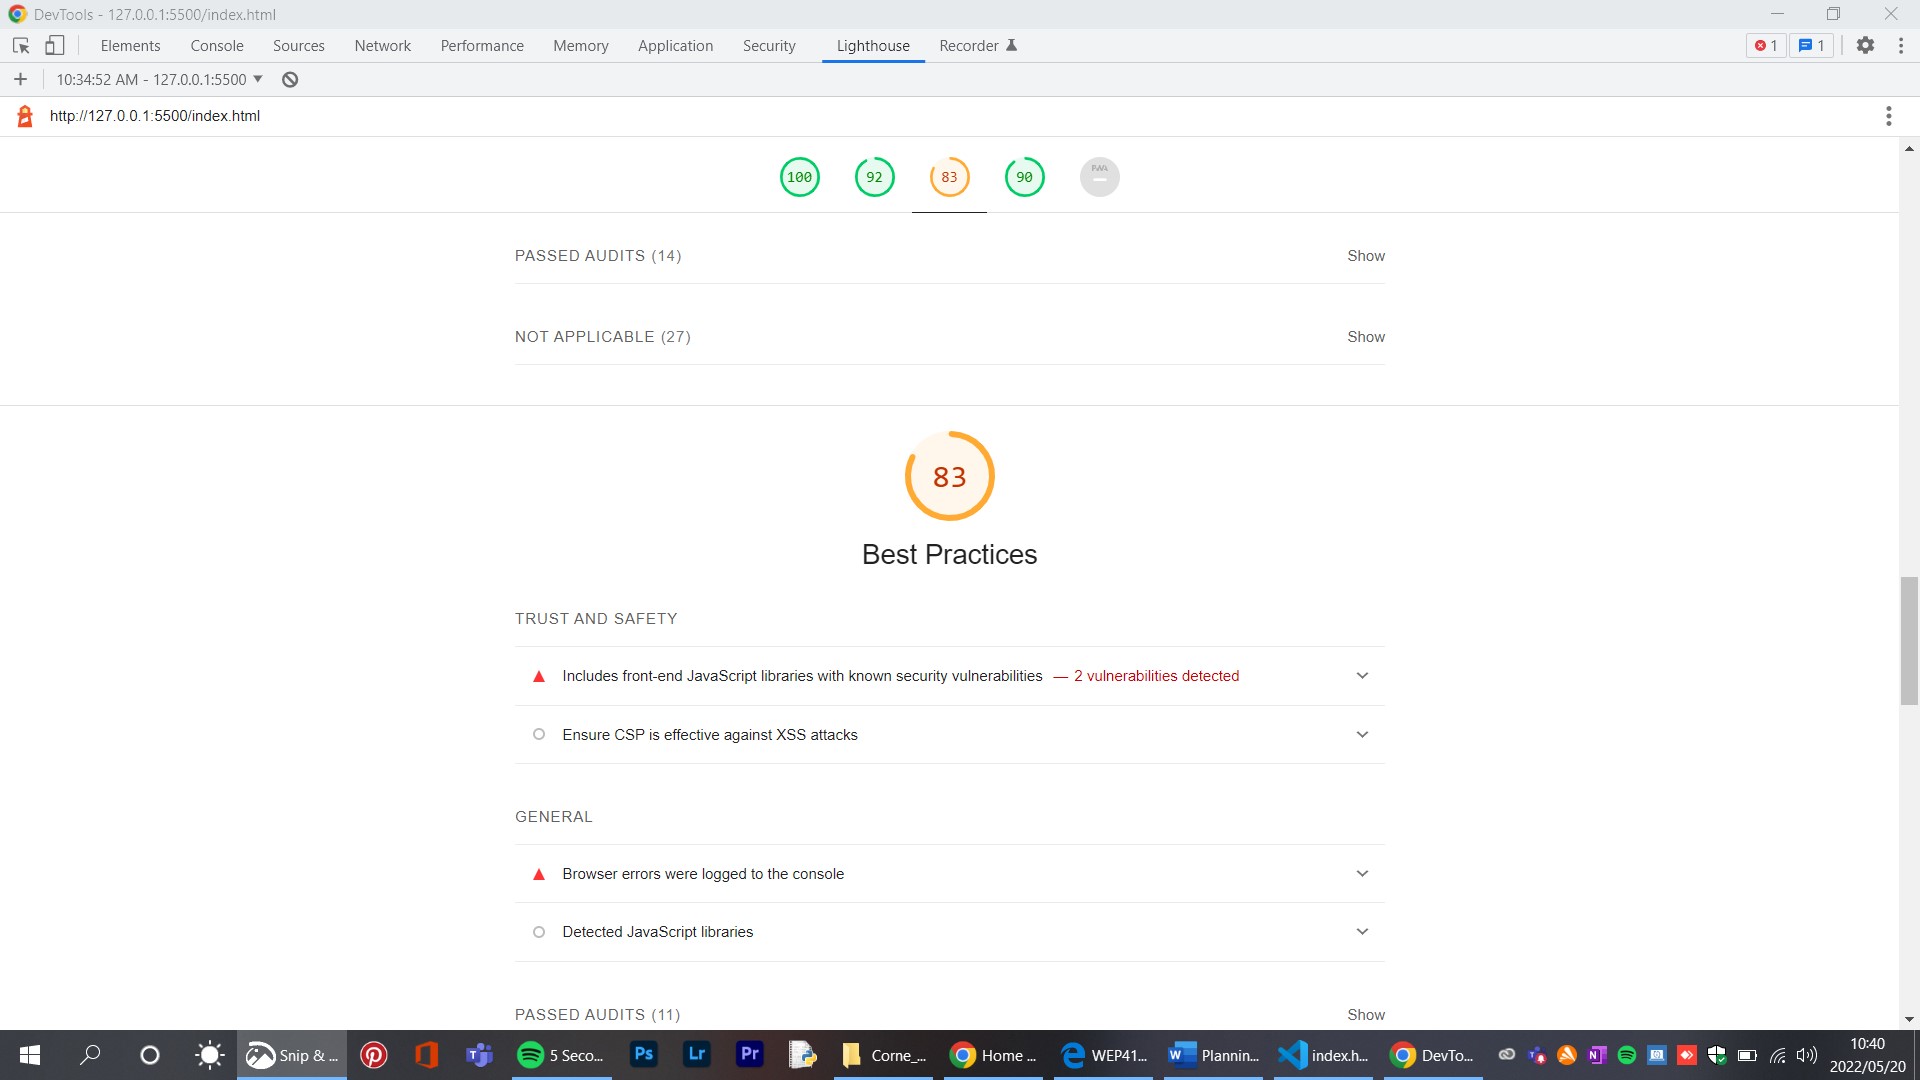 DevTools - 127.0.0.1:5500/index.html
Elements Console Sources Network Performance Memory Application Security Lighthouse Recorder 1 1
10:34:52 AM - 127.0.0.1:5500
http://127.0.0.1:5500/index.html
100 92 83 90 PWA
PASSED AUDITS (14) Show
NOT APPLICABLE (27) Show
83
Best Practices
TRUST AND SAFETY
Includes front-end JavaScript libraries with known security vulnerabilities — 2 vulnerabilities detected
Ensure CSP is effective against XSS attacks
GENERAL
Browser errors were logged to the console
Detected JavaScript libraries
PASSED AUDITS (11) Show
Snip & ... 5 Seco... Ps Lr Pr Corne_... Home ... WEP41... Plannin... index.h... DevTo... 10:40
2022/05/20